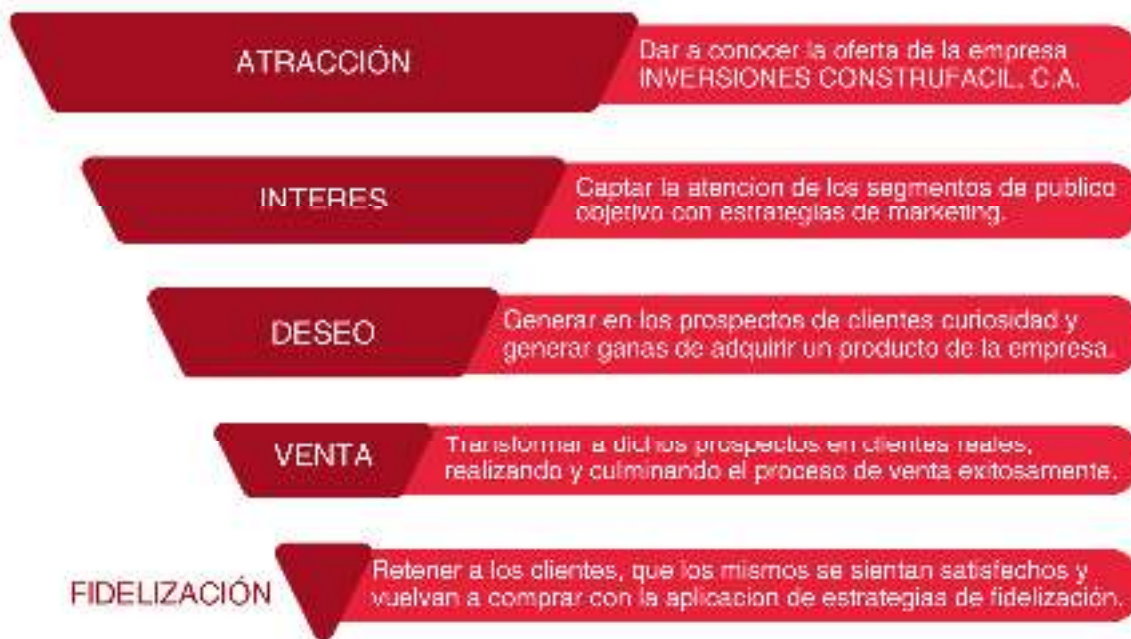 ATRACCIÓN
Dar a conocer la oferta de la empresa
INVERSIONES CONSTRUFACIL. C.A.
INTERES
Captar la atencion de los segmentos de publico
objetivo con estrategias de marketing.
DESEO
Generar en los prospectos de clientes curiosidad y
generar ganas de adquirir un producto de la empresa.
VENTA
Transformar a dichos prospectos en clientes reales,
realizando y culminando el proceso de venta exitosamente.
FIDELIZACIÓN
Retener a los clientes, que los mismos se sientan satisfechos y
vuelvan a comprar con la aplicacion de estrategias de fidelización.